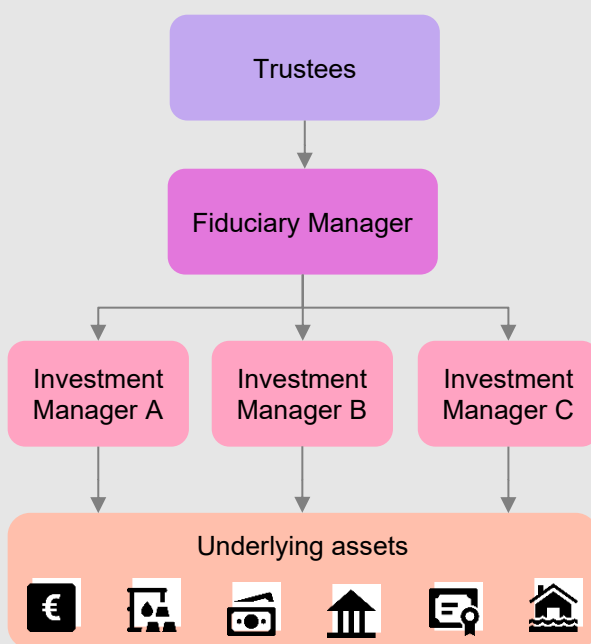 Trustees
Fiduciary Manager
Investment
Manager A
Investment
Manager B
Investment
Manager C
Underlying assets
€